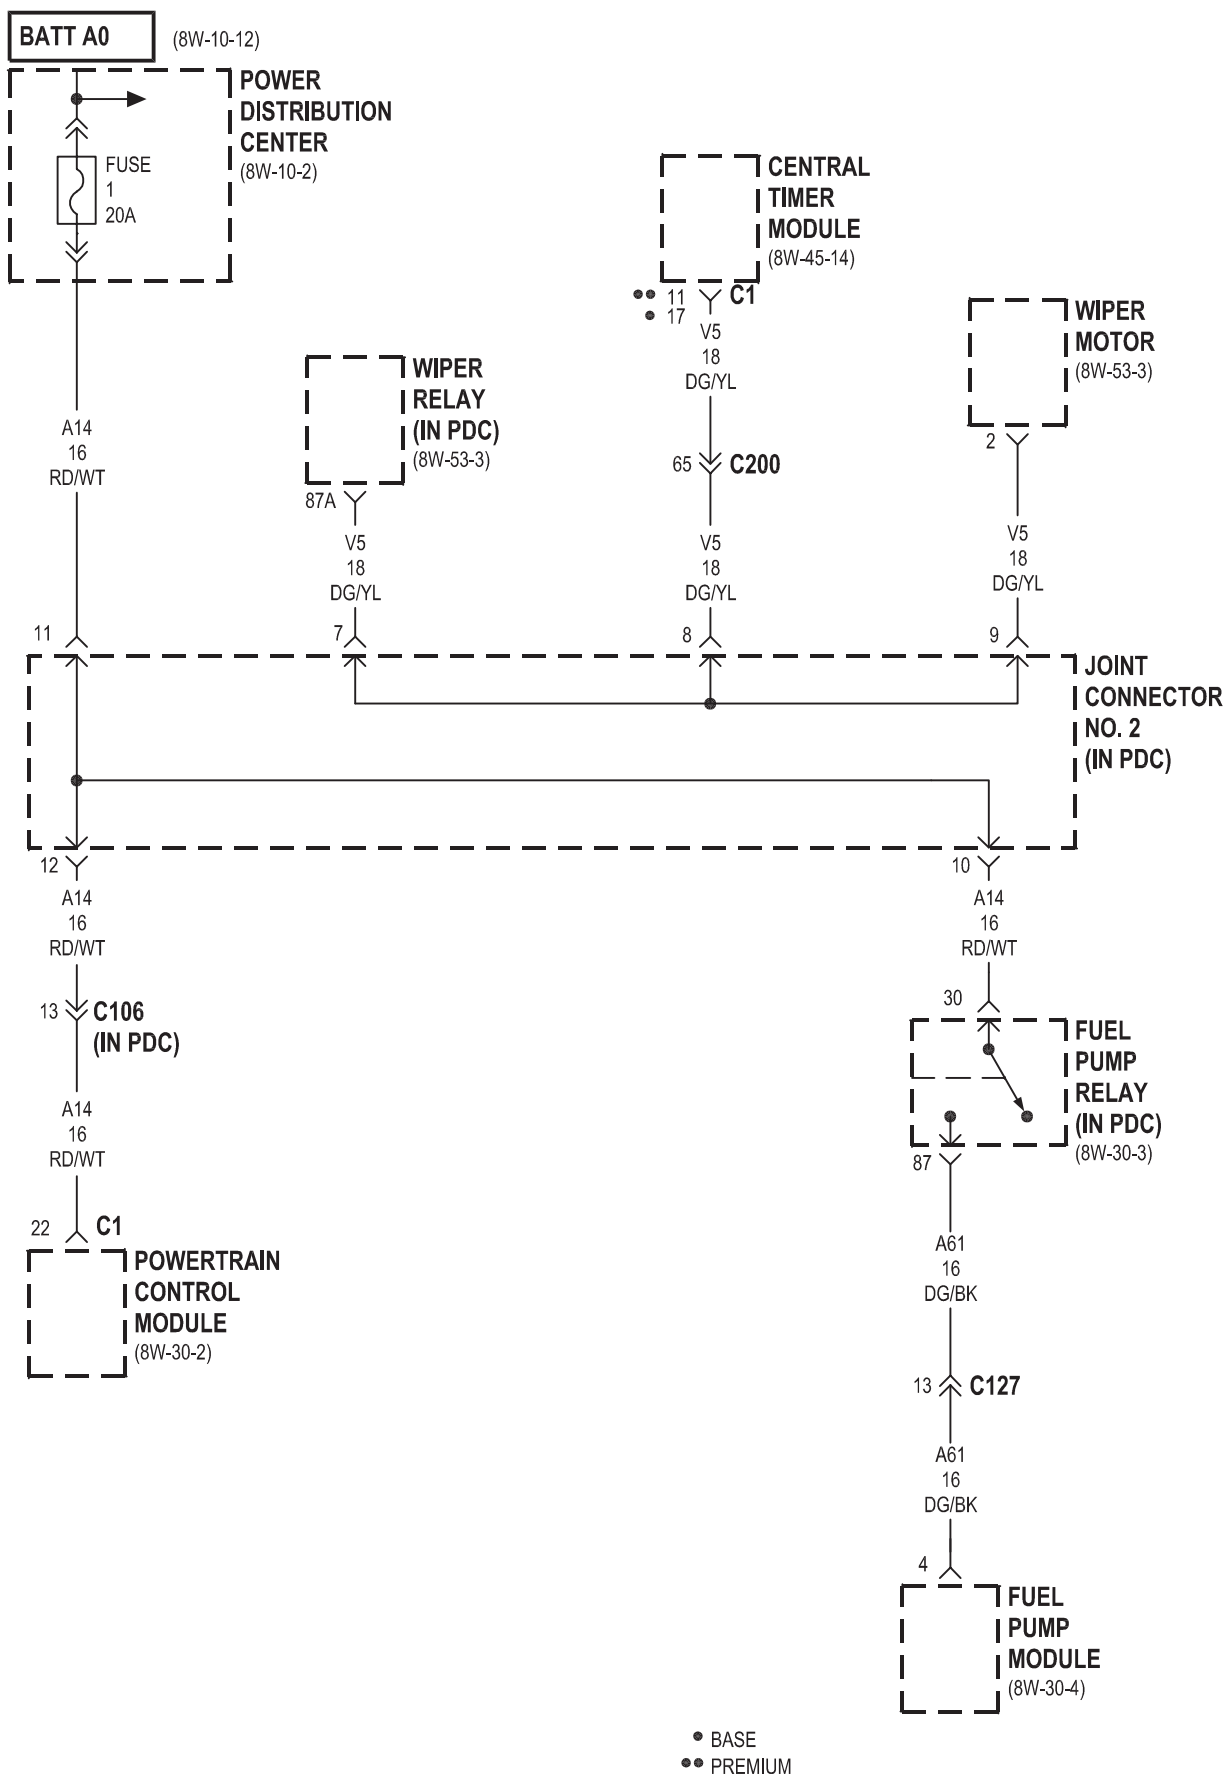 BATT A0
(8W-10-12)
POWER
DISTRIBUTION
CENTER
(8W-10-2)
FUSE
1
20A
CENTRAL
TIMER
MODULE
(8W-45-14)
11
17
C1
V5
18
DG/YL
WIPER
MOTOR
(8W-53-3)
2
WIPER
RELAY
(IN PDC)
(8W-53-3)
87A
A14
16
RD/WT
65
C200
V5
18
DG/YL
V5
18
DG/YL
V5
18
DG/YL
11
7
8
9
JOINT
CONNECTOR
NO. 2
(IN PDC)
12
10
A14
16
RD/WT
A14
16
RD/WT
13
C106
(IN PDC)
30
FUEL
PUMP
RELAY
(IN PDC)
(8W-30-3)
A14
16
RD/WT
87
22
C1
POWERTRAIN
CONTROL
MODULE
(8W-30-2)
A61
16
DG/BK
13
C127
A61
16
DG/BK
4
FUEL
PUMP
MODULE
(8W-30-4)
BASE
PREMIUM